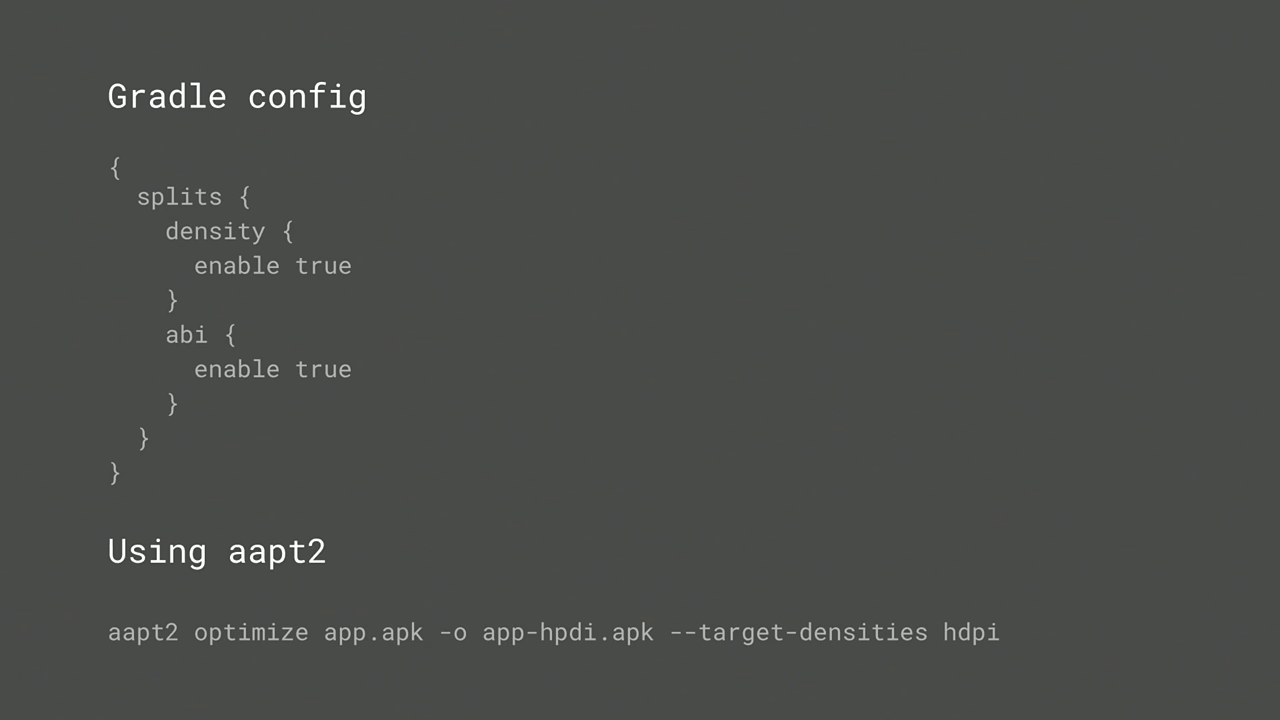 Gradle config
{
  splits {
    density {
      enable true
    }
    abi {
      enable true
    }
  }
}
Using aapt2
aapt2 optimize app.apk -o app-hpdi.apk --target-densities hdpi